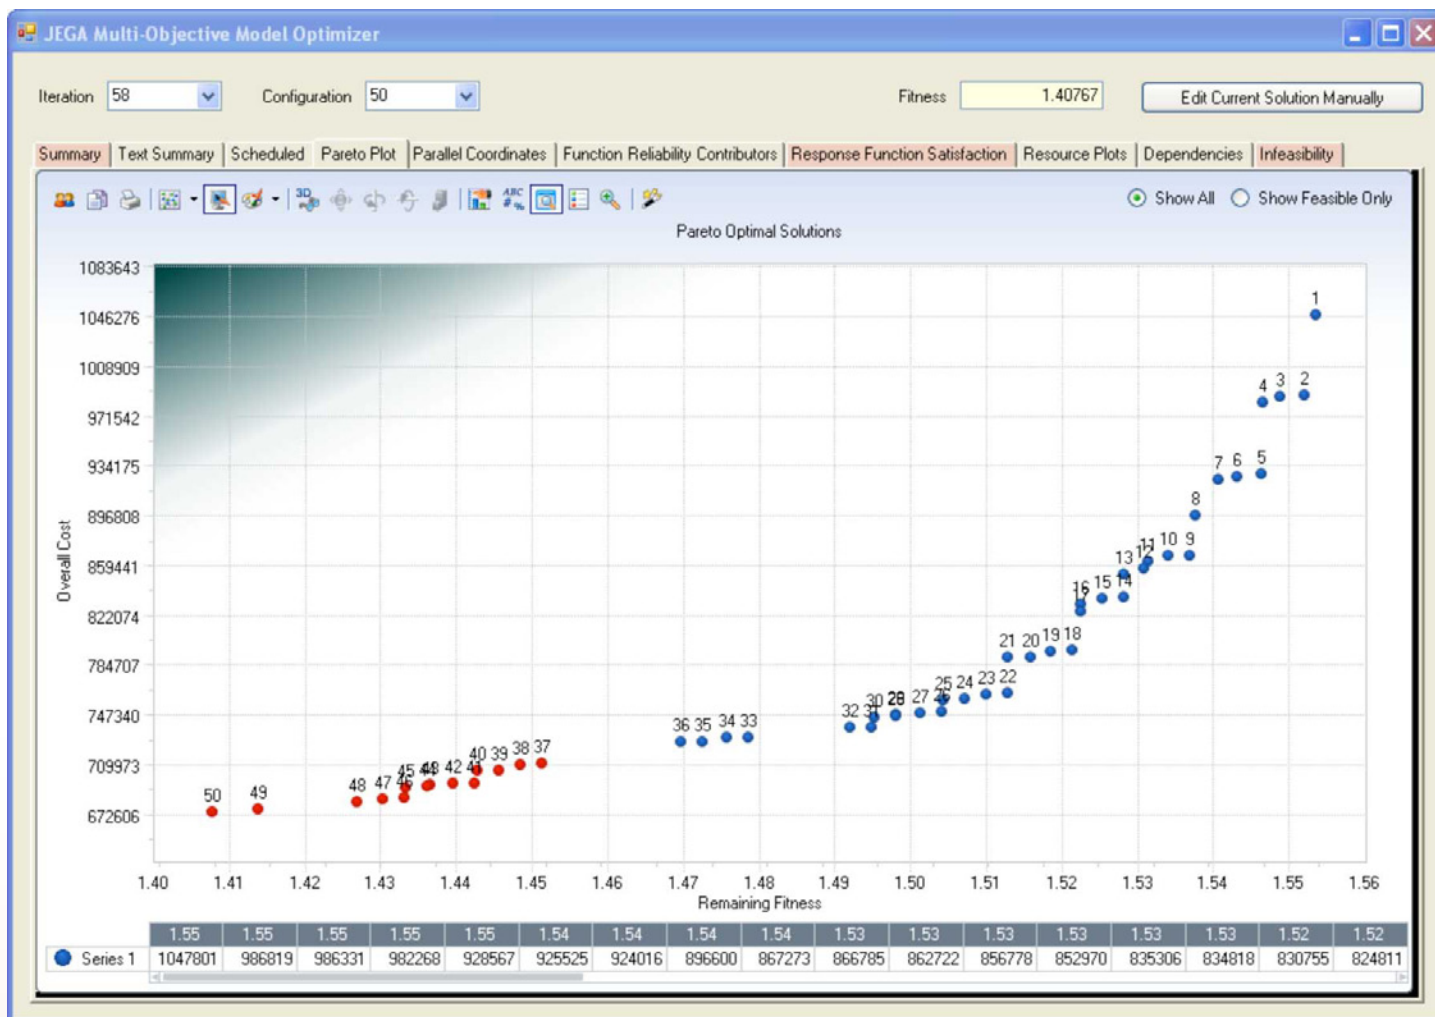 JEGA Multi-Objective Model Optimizer
Iteration 58 Configuration 50 Fitness 1.40767 Edit Current Solution Manually
Summary Text Summary Scheduled Pareto Plot Parallel Coordinates Function Reliability Contributors Response Function Satisfaction Resource Plots Dependencies Infeasibility
3D ABC #% Show All Show Feasible Only
Pareto Optimal Solutions
1083643
1046276
1008909
971542
934175
896808
859441
822074
784707
747340
709973
672606
Overall Cost
1
4 3 2
7 6 5
8
11 10 9
13 12
16 15 14
17
21 20 19 18
25 24 23 22
30 28 27 26
32 31
36 35 34 33
40 39 38 37
45 44 43 42 41
48 47 46
50 49
1.40 1.41 1.42 1.43 1.44 1.45 1.46 1.47 1.48 1.49 1.50 1.51 1.52 1.53 1.54 1.55 1.56
Remaining Fitness
1.55 1.55 1.55 1.55 1.55 1.54 1.54 1.54 1.54 1.53 1.53 1.53 1.53 1.53 1.53 1.52 1.52
Series 1 1047801 986819 986331 982268 928567 925525 924016 896600 867273 866785 862722 856778 852970 835306 834818 830755 824811